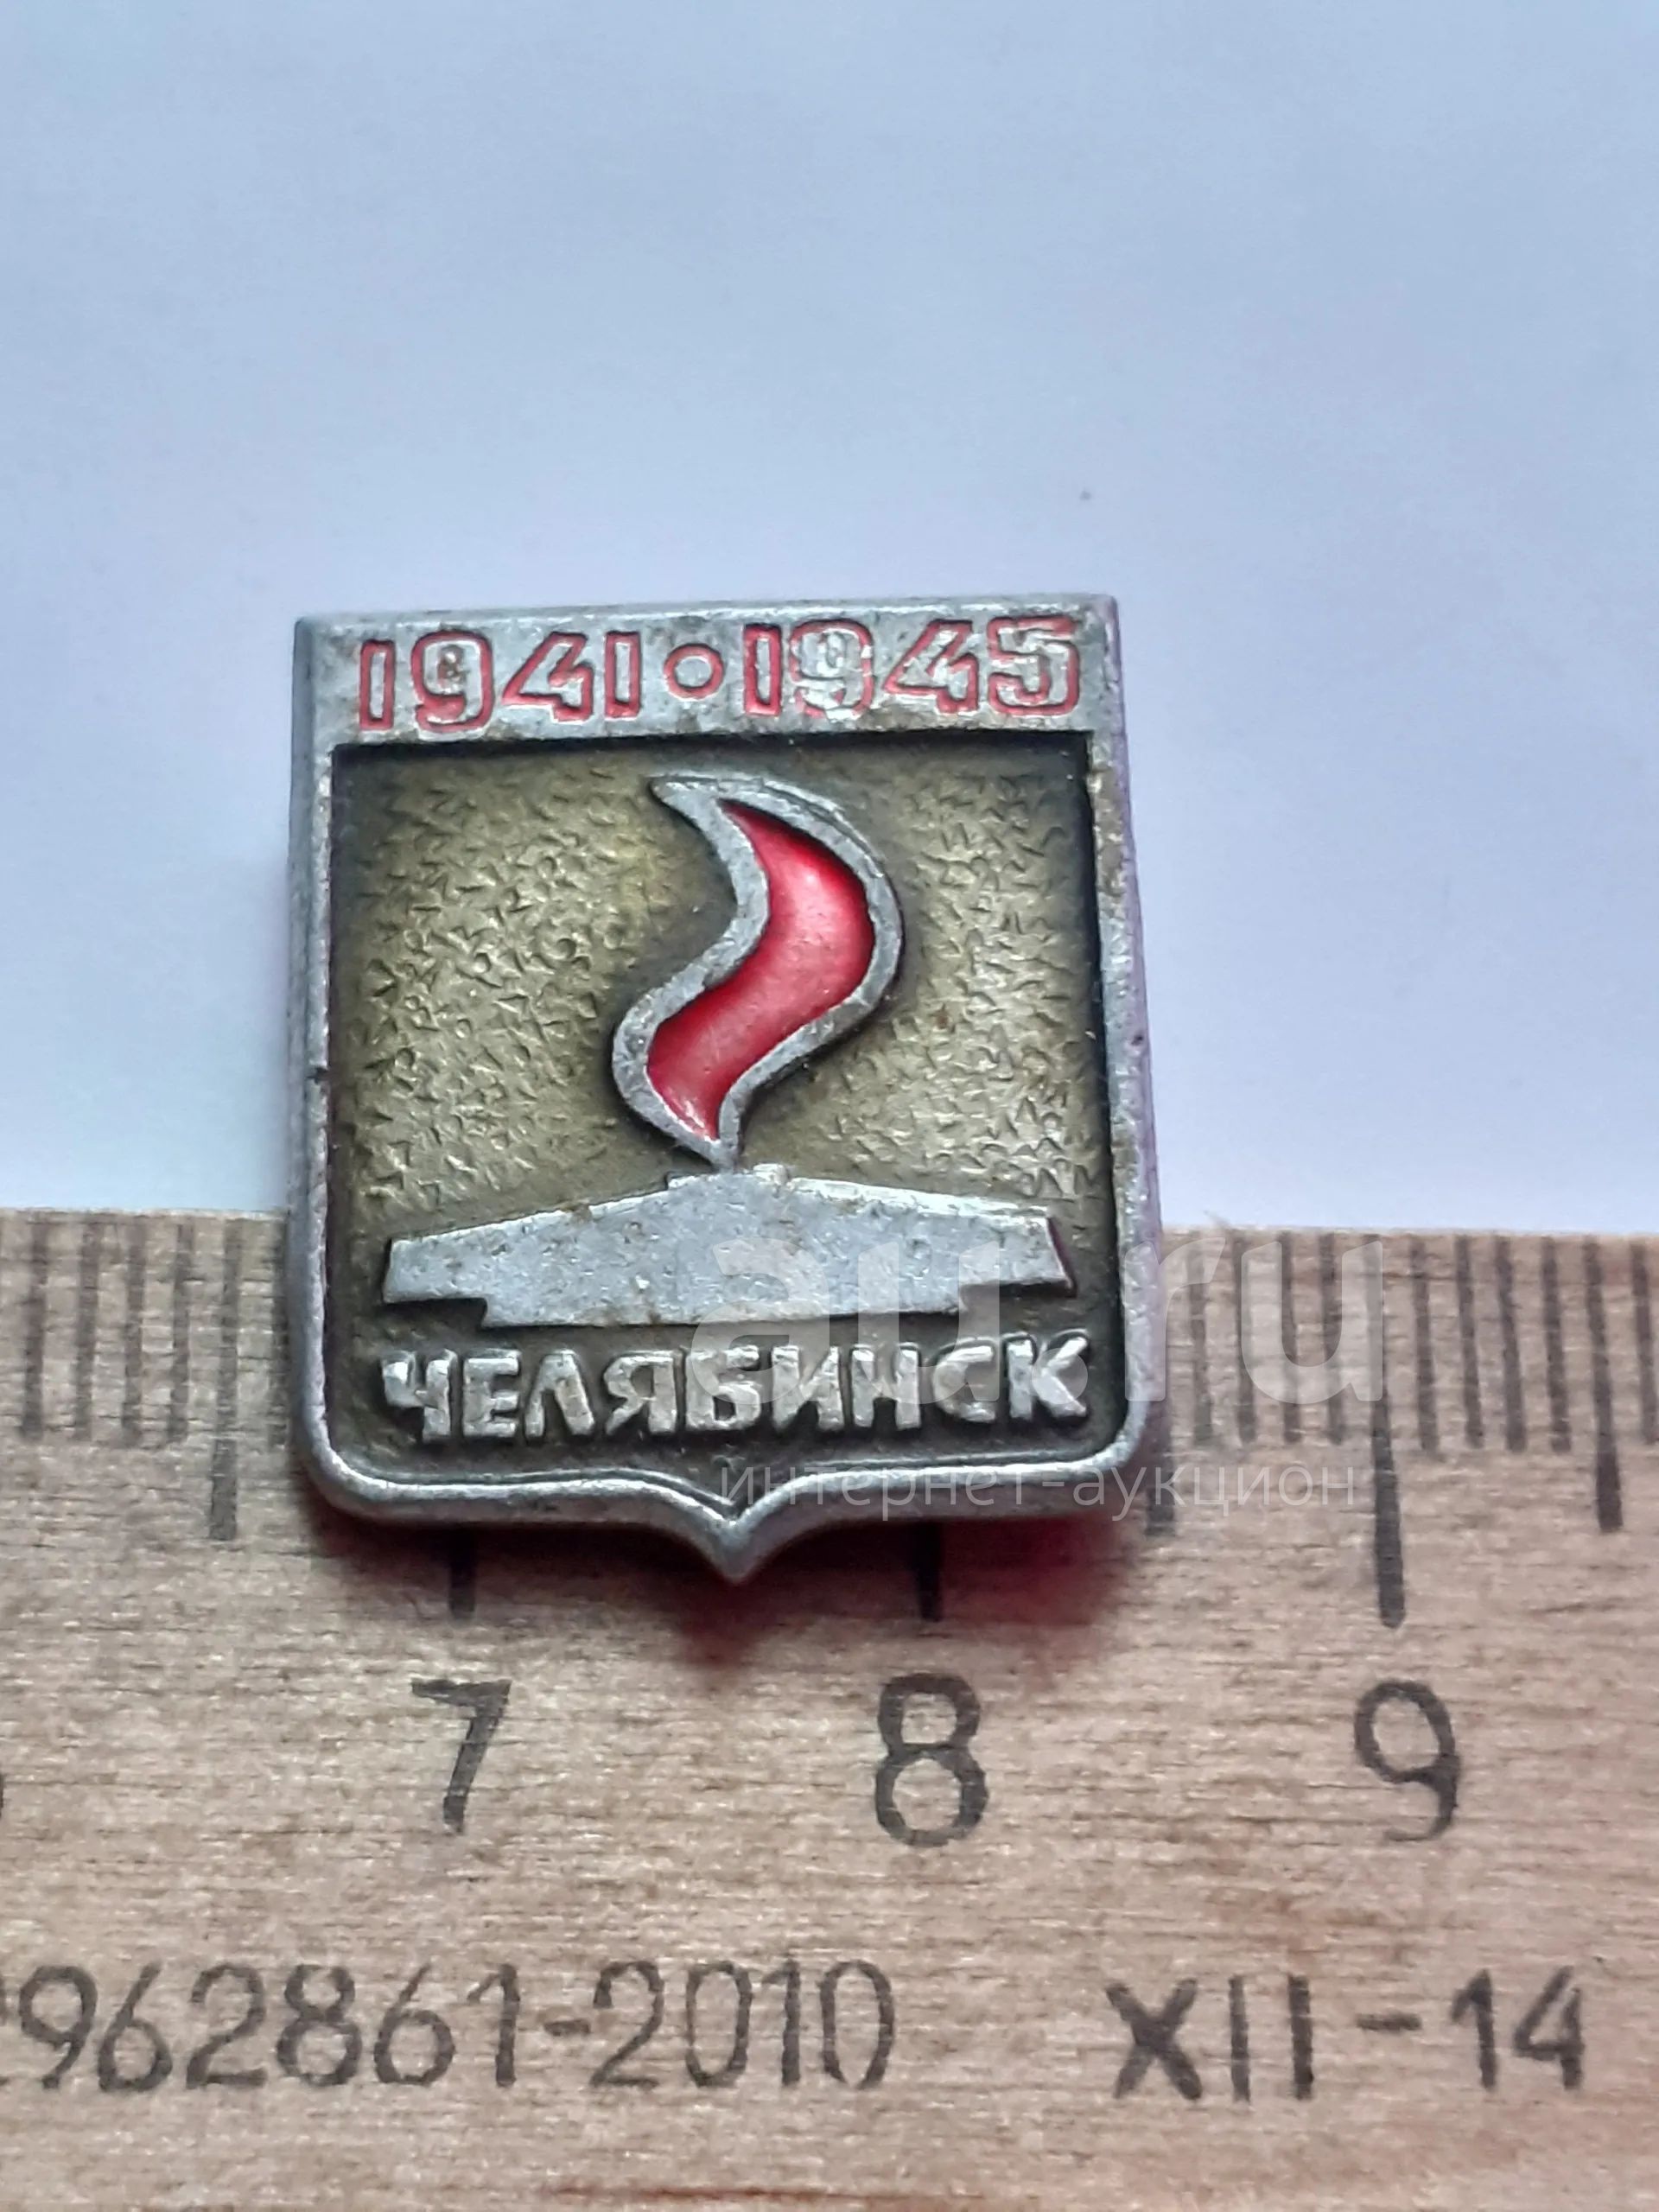 1941•1945
ЧЕЛЯБИНСК
au.ru
интернет-аукцион
7 8 9
962861-2010 XII-14